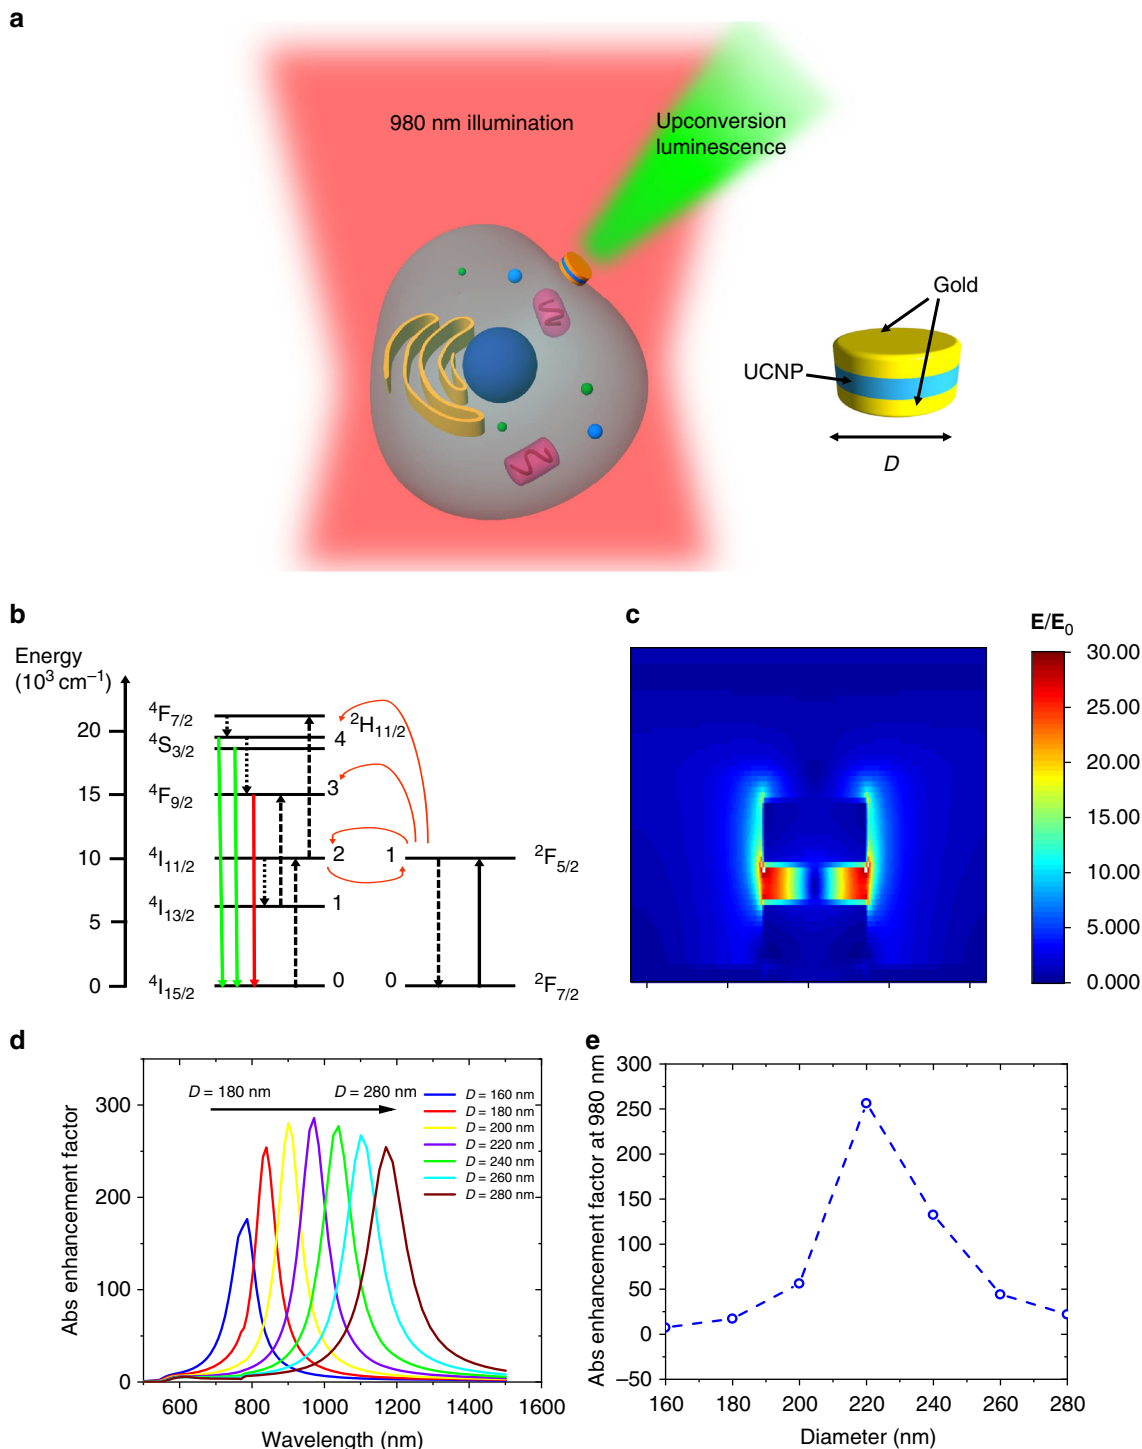 a
980 nm illumination
Upconversion
luminescence
Gold
UCNP
D
b
Energy
(10³ cm⁻¹)
20
15
10
5
0
⁴F₇/₂
⁴S₃/₂
⁴F₉/₂
⁴I₁₁/₂
⁴I₁₃/₂
⁴I₁₅/₂
²H₁₁/₂
4
3
2
1
0
1
0
²F₅/₂
²F₇/₂
c
E/E₀
30.00
25.00
20.00
15.00
10.00
5.000
0.000
d
Abs enhancement factor
300
200
100
0
D = 180 nm
D = 280 nm
D = 160 nm
D = 180 nm
D = 200 nm
D = 220 nm
D = 240 nm
D = 260 nm
D = 280 nm
600 800 1000 1200 1400 1600
Wavelength (nm)
e
Abs enhancement factor at 980 nm
300
250
200
150
100
50
0
−50
160 180 200 220 240 260 280
Diameter (nm)